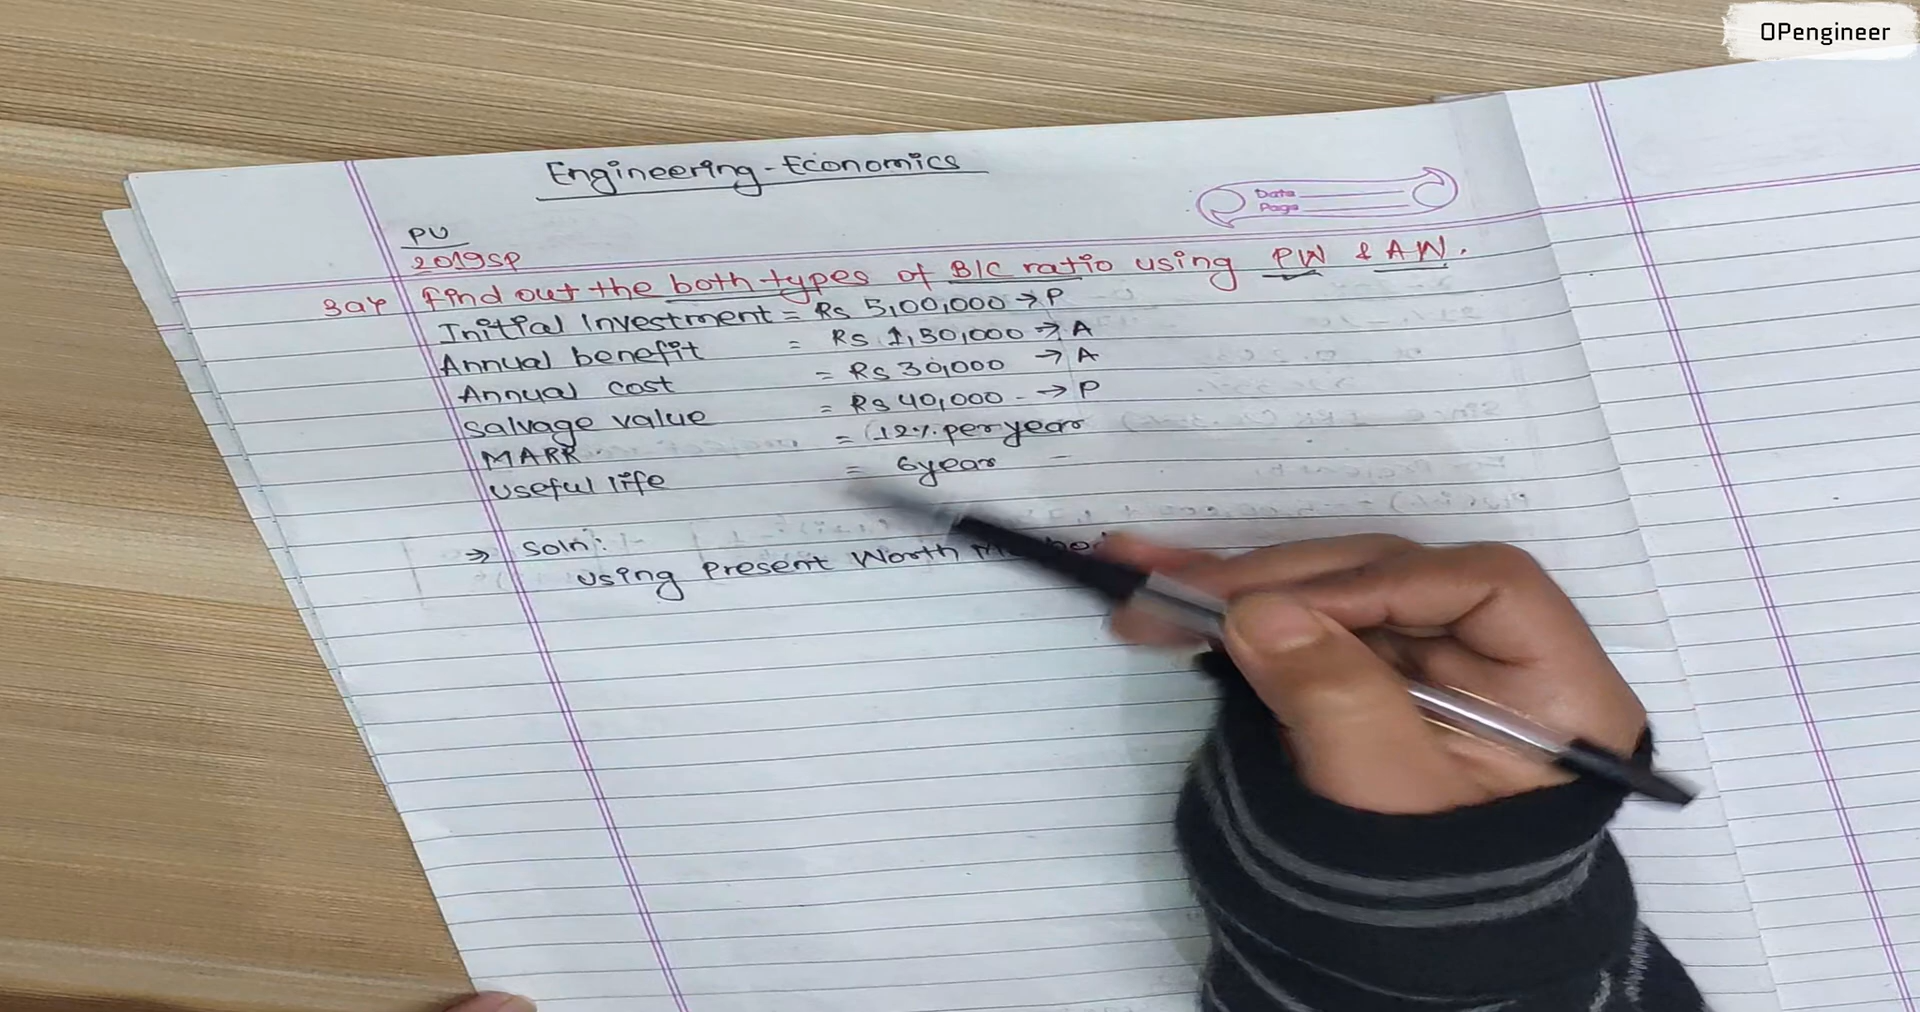 OPengineer
Engineering-Economics
Date
Page
PU
2019SP
3a4 Find out the both types of B/C ratio using PW & AW.
Initial Investment = Rs 5,00,000 → P
Annual benefit = Rs 1,50,000 → A
Annual cost = Rs 30,000 → A
Salvage value = Rs 40,000 → P
MARR = 12% per year
Useful life = 6year
⇒ Soln:
Using Present Worth